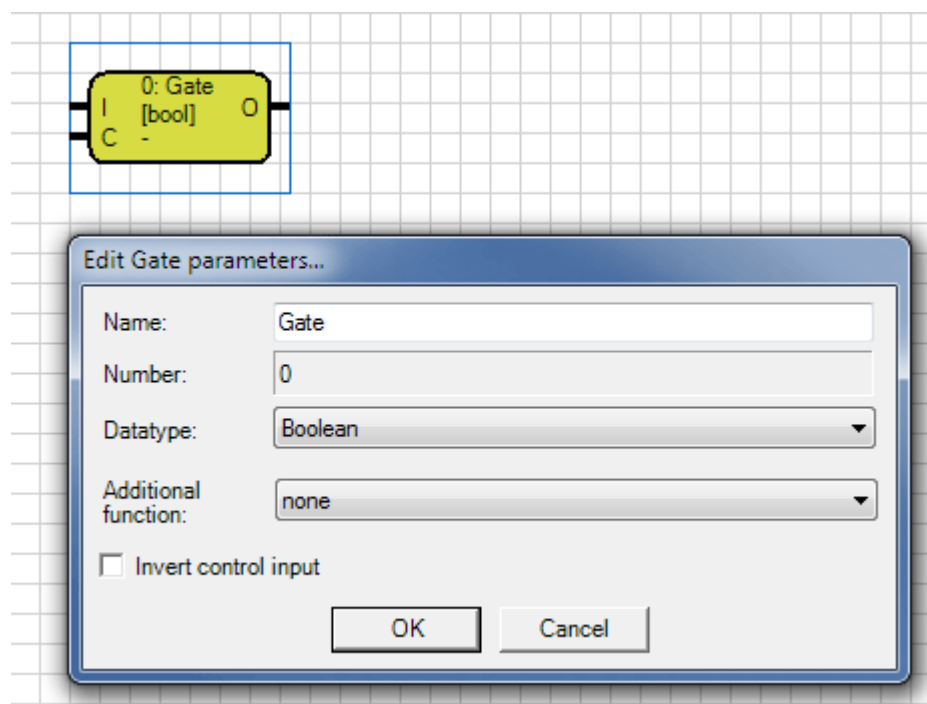 0: Gate
I [bool] O
C -
Edit Gate parameters...
Name: Gate
Number: 0
Datatype: Boolean
Additional
function: none
Invert control input
OK Cancel